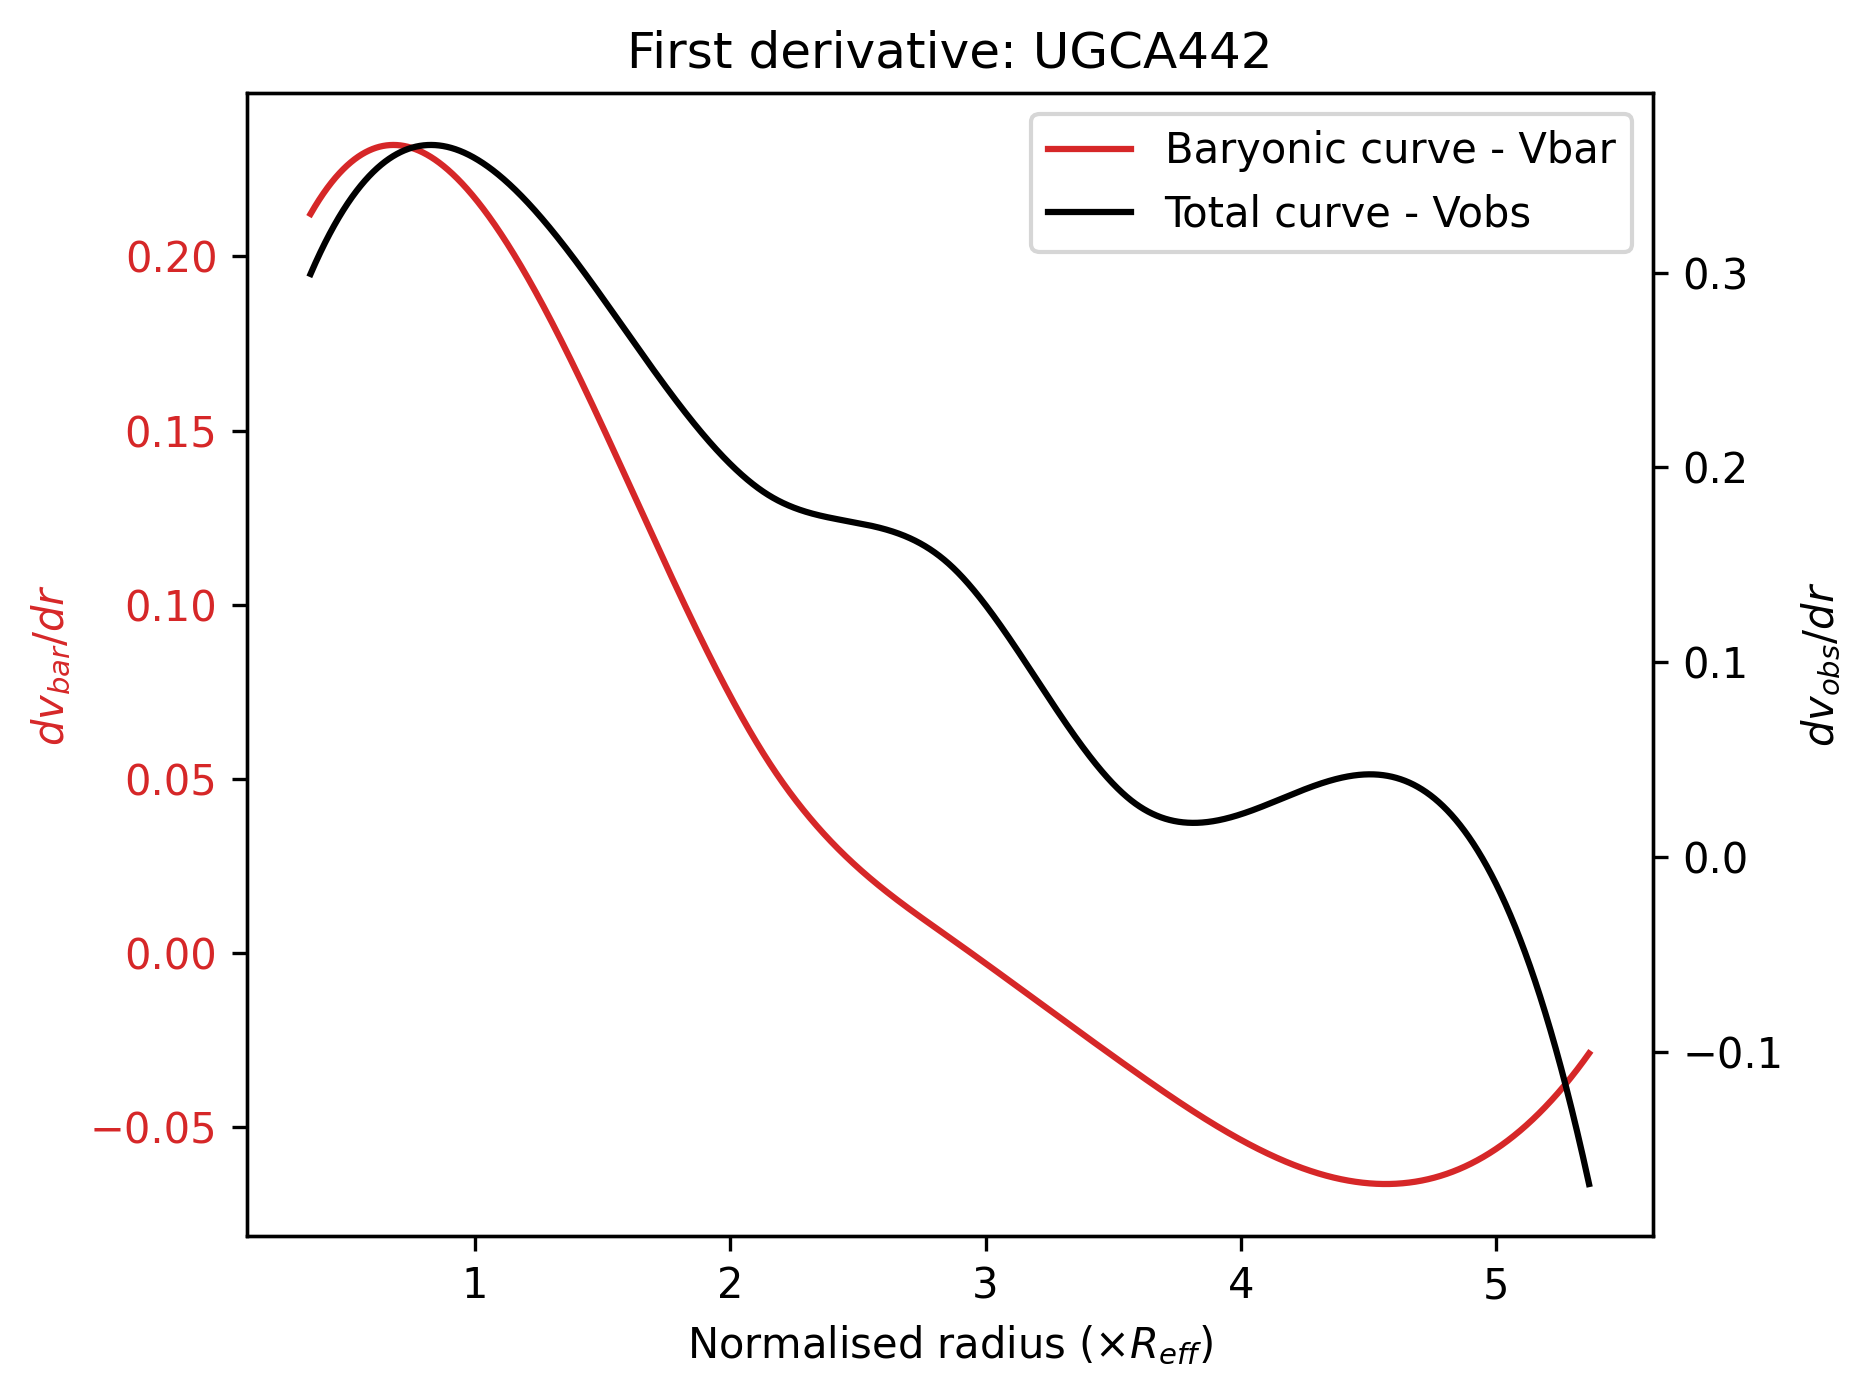 First derivative: UGCA442
Baryonic curve - Vbar
Total curve - Vobs
0.20
0.15
0.10
0.05
0.00
−0.05
dv_bar/dr
0.3
0.2
0.1
0.0
−0.1
dv_obs/dr
1 2 3 4 5
Normalised radius (×R_eff)